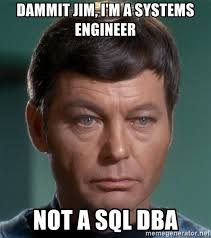 DAMMIT JIM, I'M A SYSTEMS
ENGINEER
NOT A SQL DBA
memegenerator.net